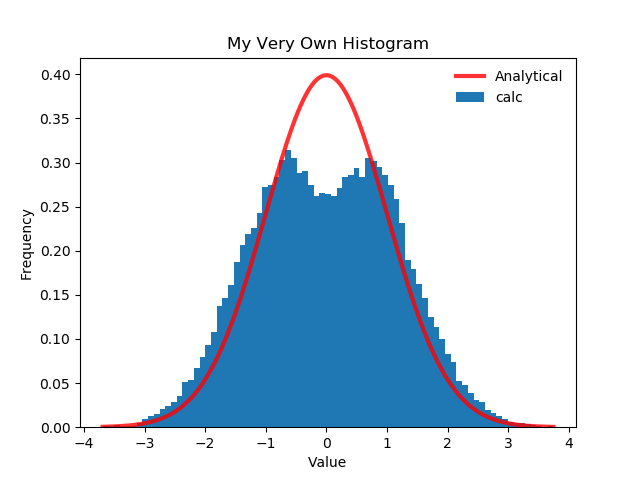 My Very Own Histogram
Analytical
calc
0.40
0.35
0.30
0.25
0.20
0.15
0.10
0.05
0.00
Frequency
−4 −3 −2 −1 0 1 2 3 4
Value